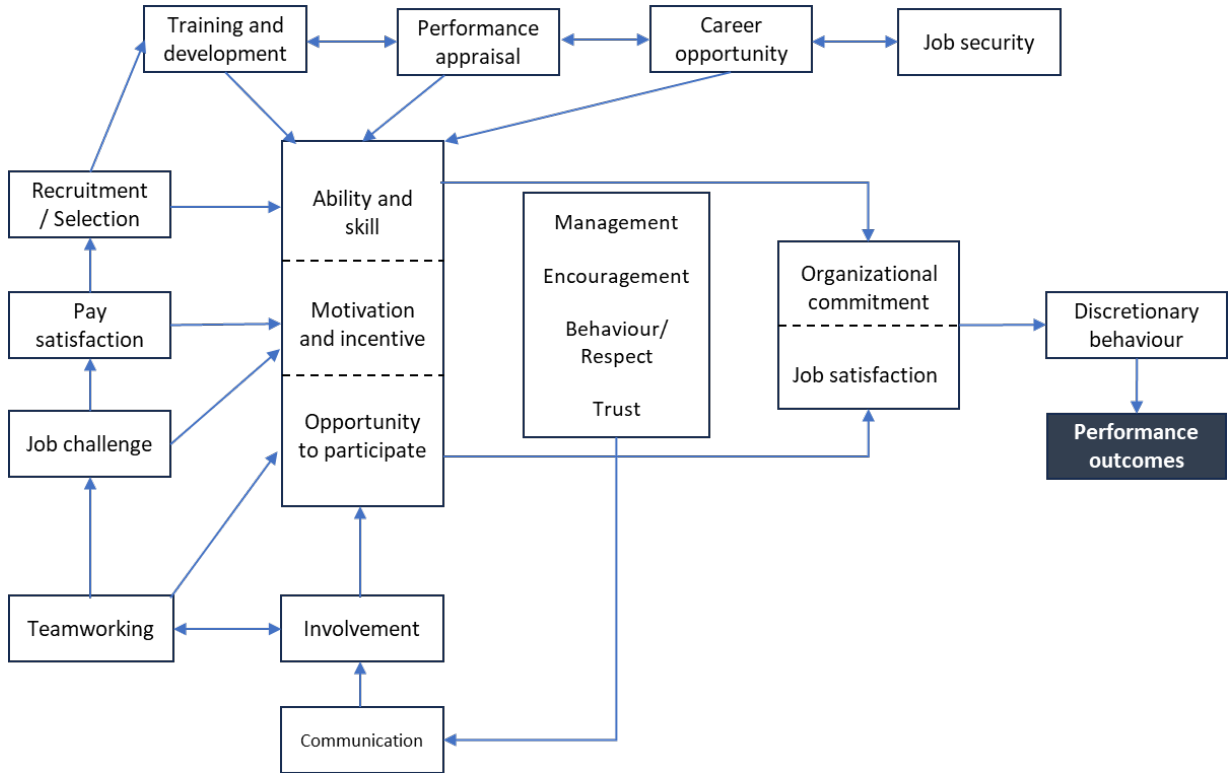 Training and
development
Performance
appraisal
Career
opportunity
Job security
Recruitment
/ Selection
Ability and
skill
Management
Encouragement
Behaviour/
Respect
Trust
Organizational
commitment
Job satisfaction
Discretionary
behaviour
Performance
outcomes
Pay
satisfaction
Motivation
and incentive
Job challenge
Opportunity
to participate
Teamworking
Involvement
Communication